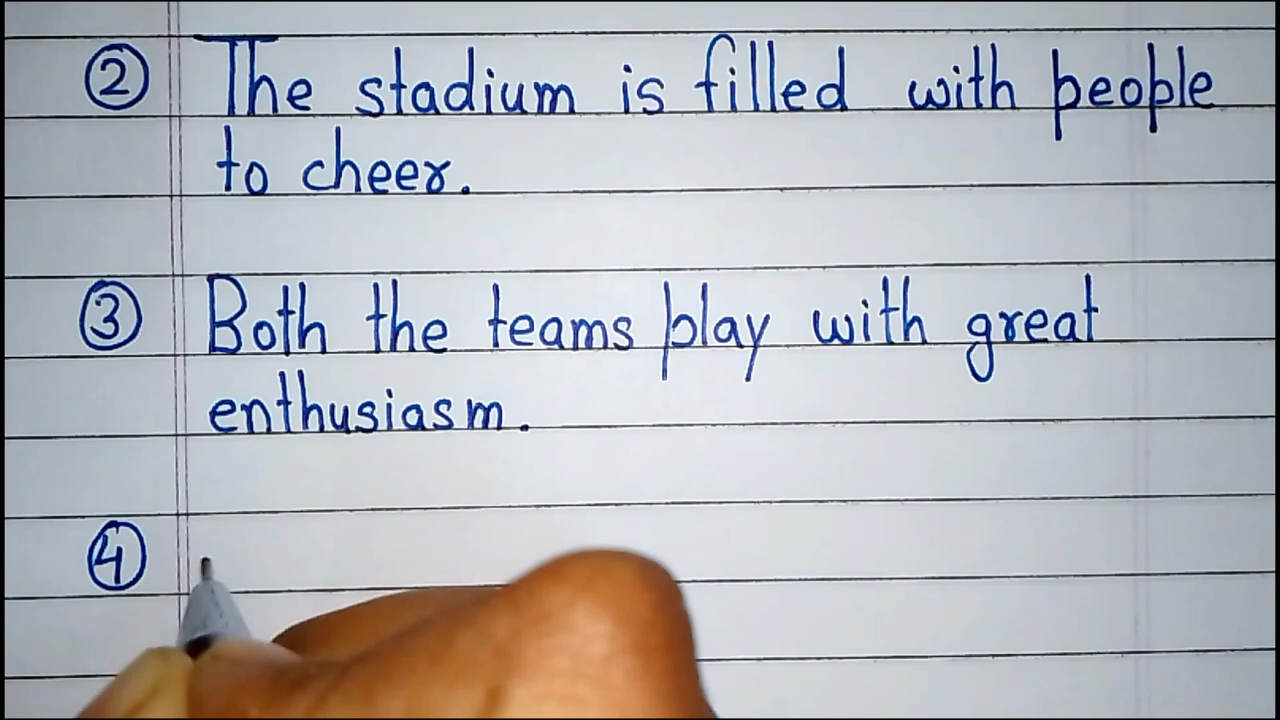 ② The stadium is filled with people
to cheer.
③ Both the teams play with great
enthusiasm.
④